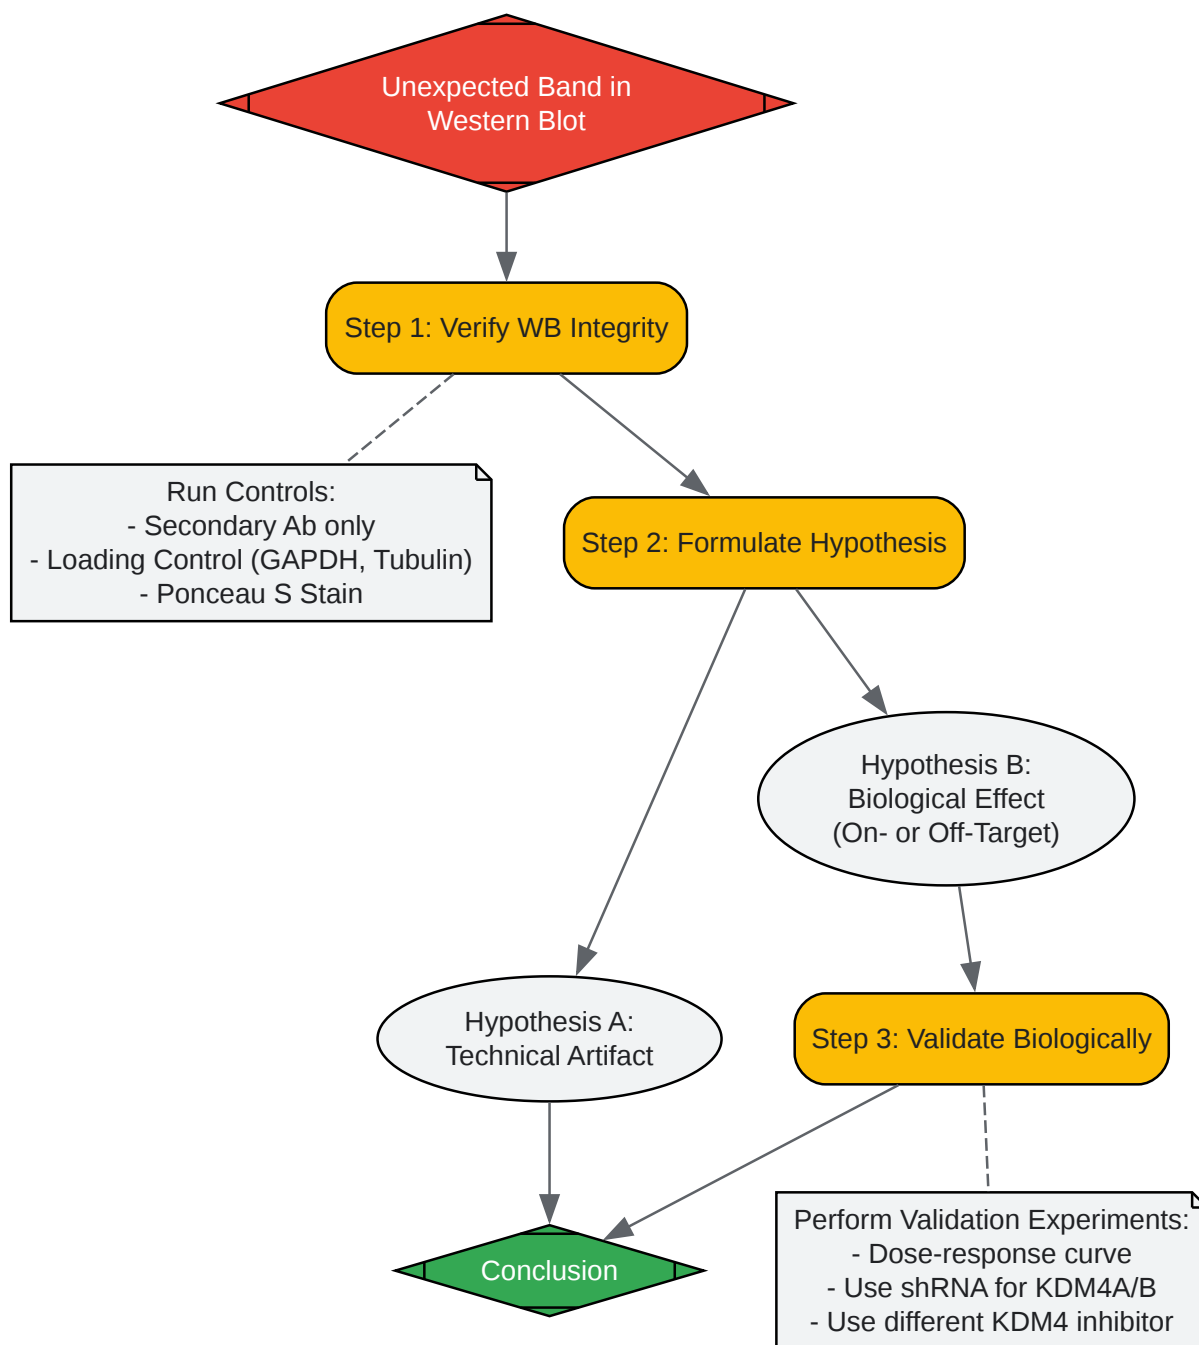 Unexpected Band in
Western Blot
Step 1: Verify WB Integrity
Run Controls:
- Secondary Ab only
- Loading Control (GAPDH, Tubulin)
- Ponceau S Stain
Step 2: Formulate Hypothesis
Hypothesis B:
Biological Effect
(On- or Off-Target)
Hypothesis A:
Technical Artifact
Step 3: Validate Biologically
Conclusion
Perform Validation Experiments:
- Dose-response curve
- Use shRNA for KDM4A/B
- Use different KDM4 inhibitor